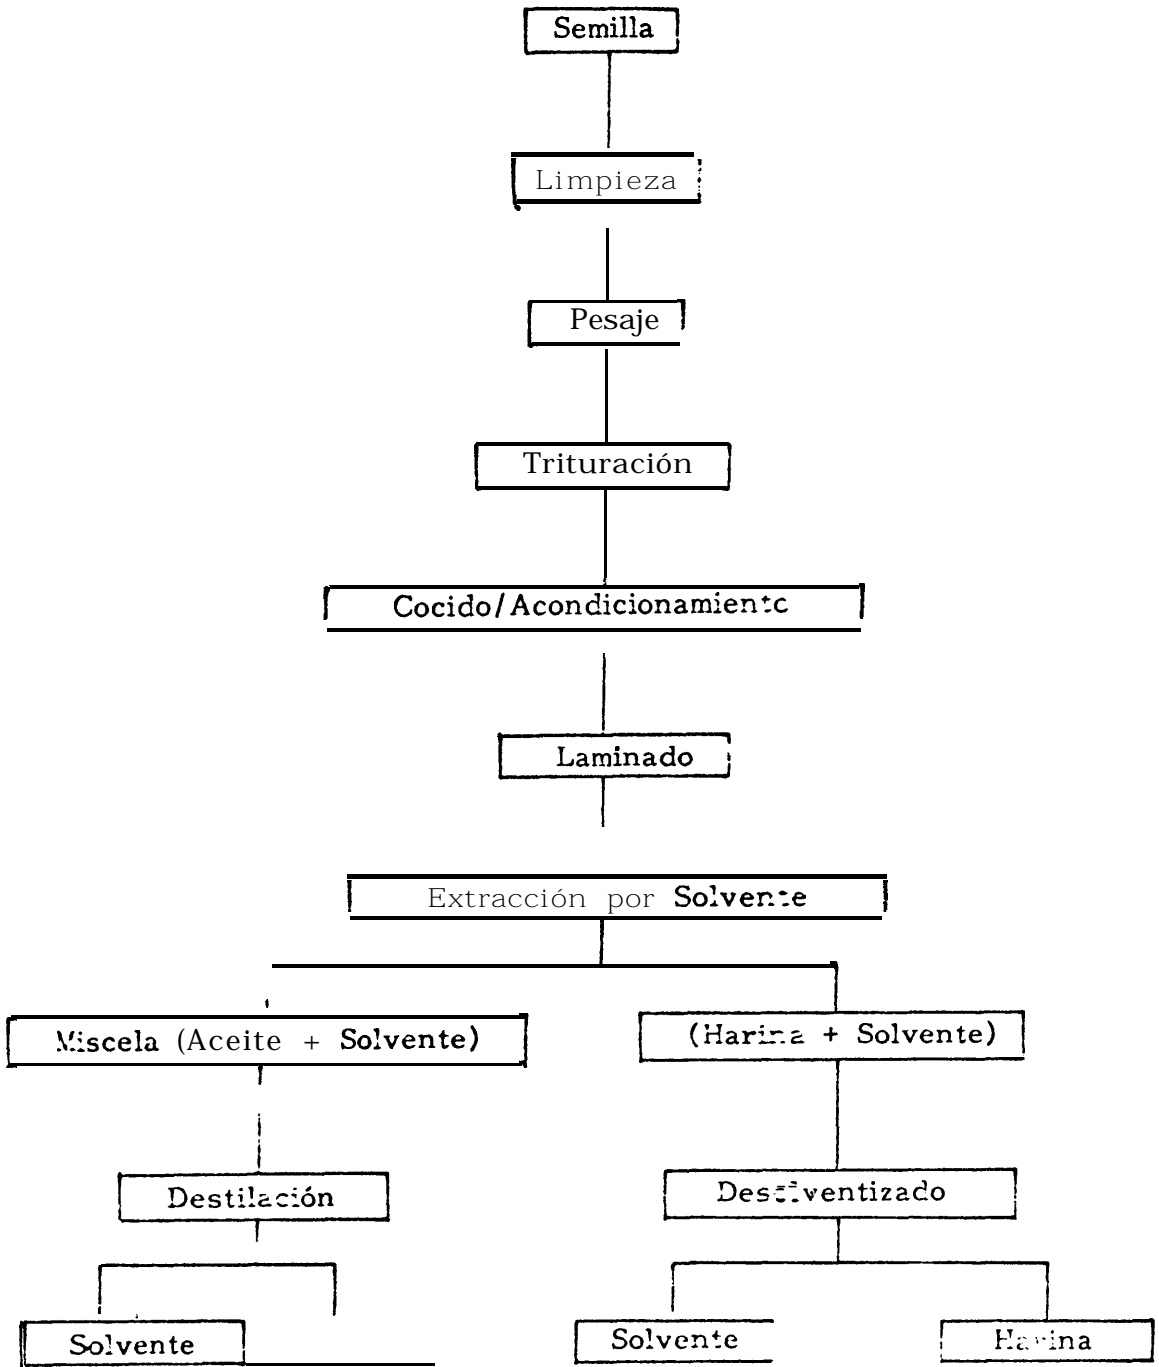 Semilla
Limpieza
Pesaje
Trituración
Cocido/Acondicionamiento
Laminado
Extracción por Solvente
Miscela (Aceite + Solvente)
(Harina + Solvente)
Destilación
Solvente
Solvente
Harina